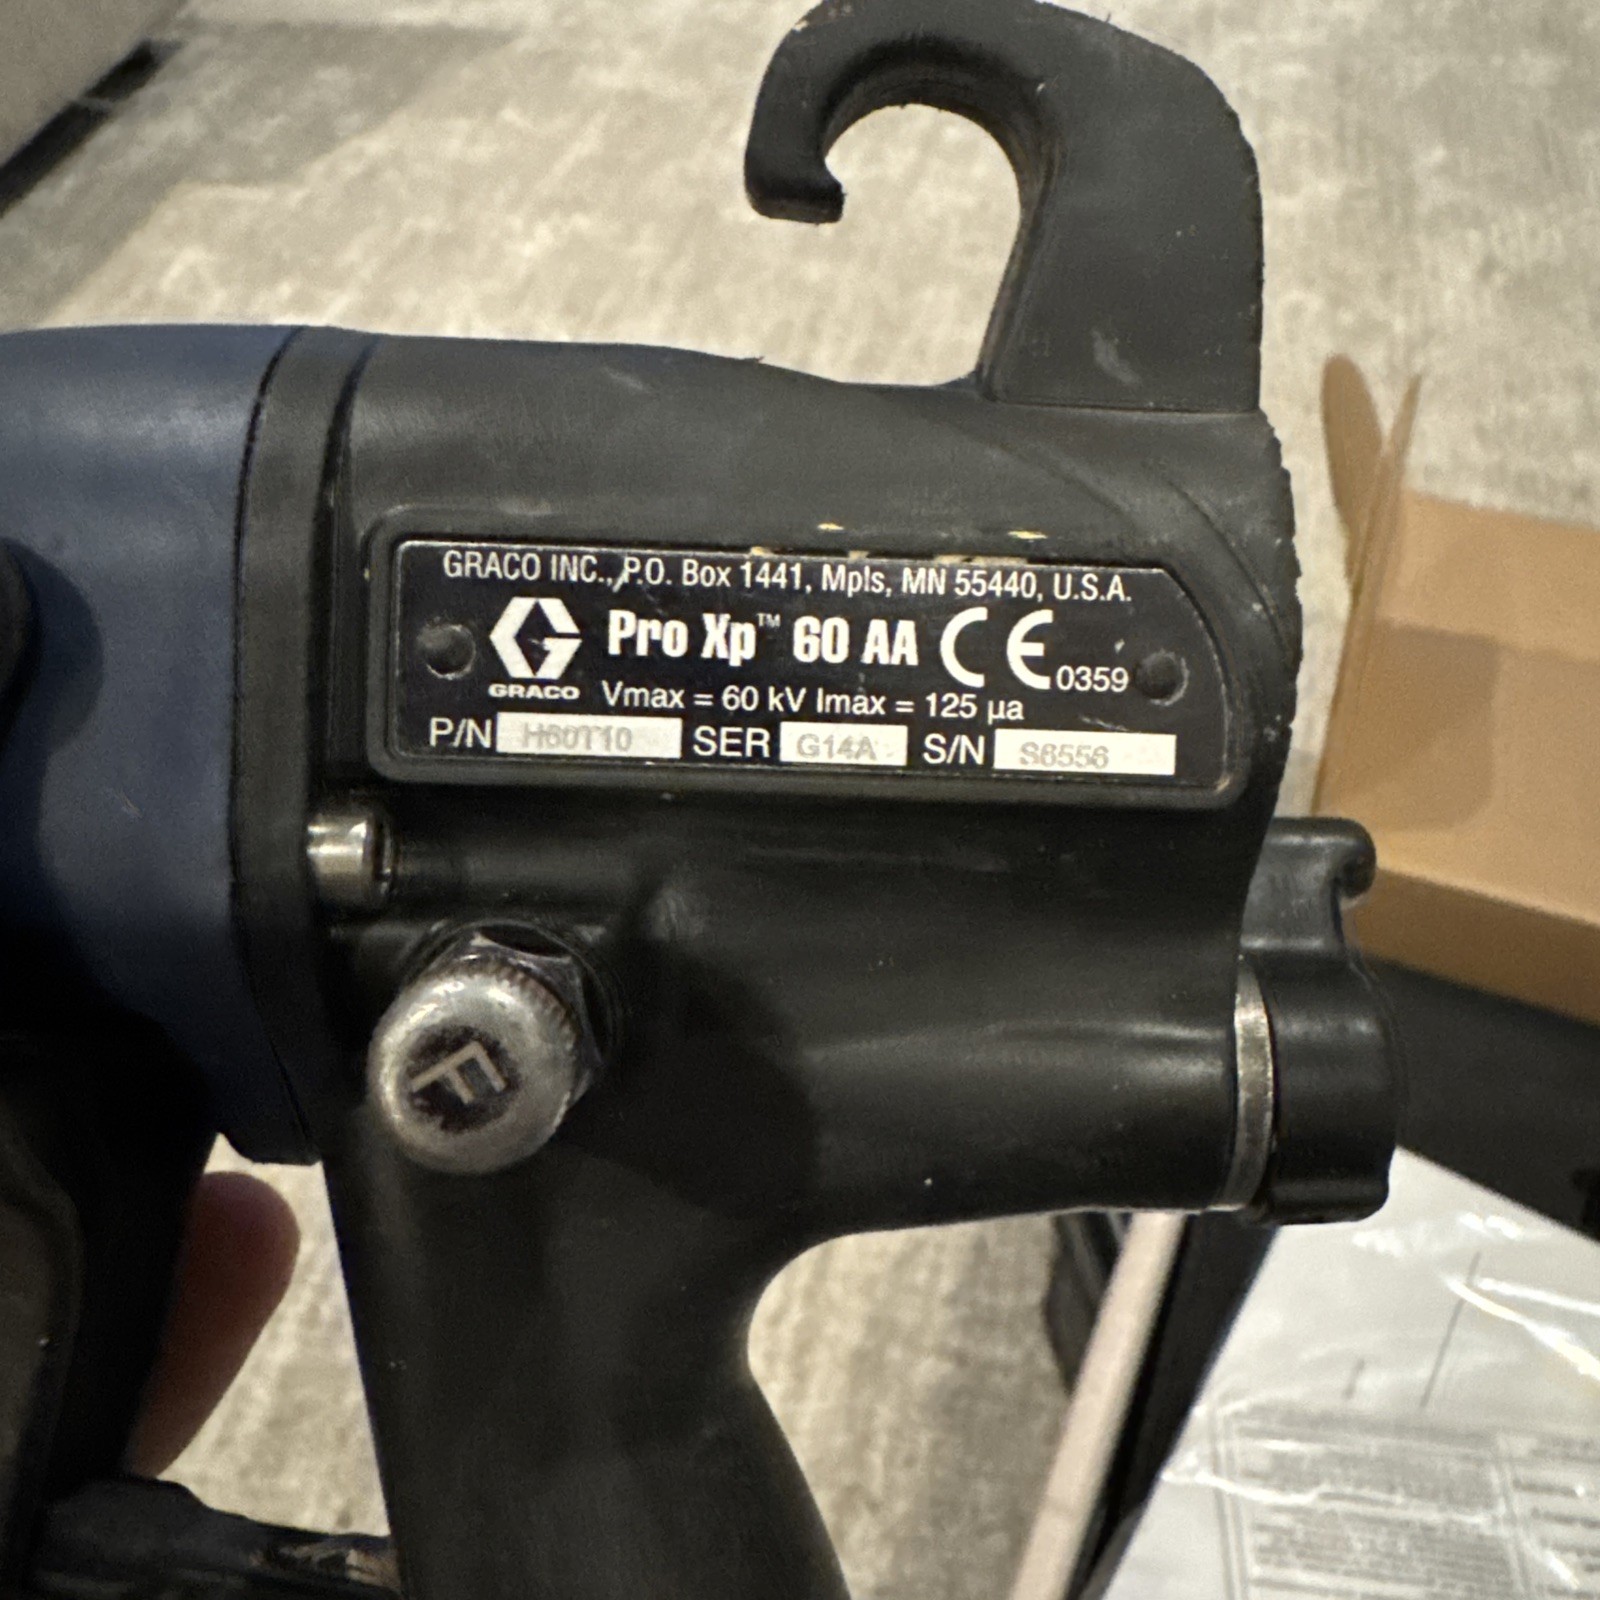 GRACO INC., P.O. Box 1441, Mpls, MN 55440, U.S.A.
GRACO Pro Xp™ 60 AA CE 0359
Vmax = 60 kV Imax = 125 µa
P/N H60T10 SER G14A S/N S6556
F